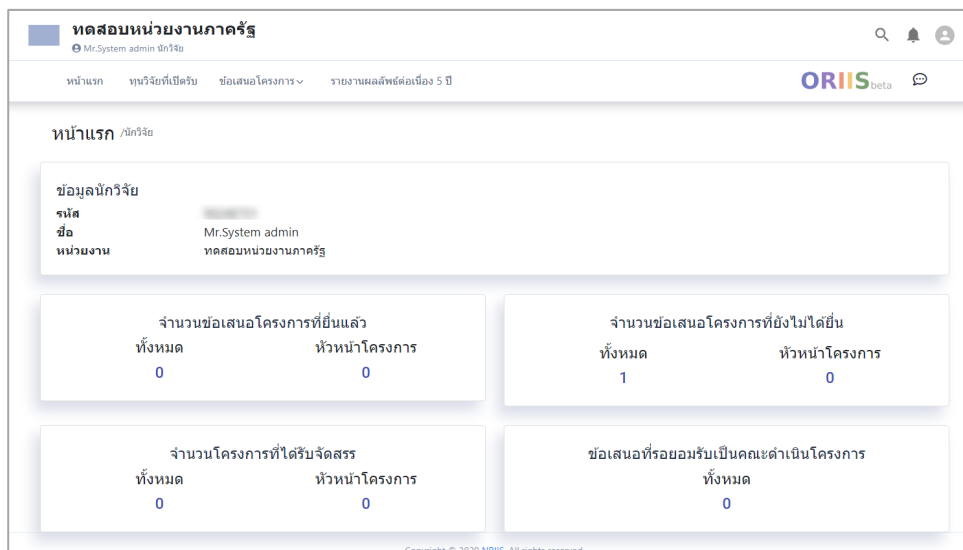 ทดสอบหน่วยงานภาครัฐ
Mr.System admin นักวิจัย
หน้าแรก ทุนวิจัยที่เปิดรับ ข้อเสนอโครงการ รายงานผลลัพธ์ต่อเนื่อง 5 ปี ORIIS beta
หน้าแรก /นักวิจัย
ข้อมูลนักวิจัย
รหัส
ชื่อ Mr.System admin
หน่วยงาน ทดสอบหน่วยงานภาครัฐ
จำนวนข้อเสนอโครงการที่ยื่นแล้ว
ทั้งหมด หัวหน้าโครงการ
0 0
จำนวนข้อเสนอโครงการที่ยังไม่ได้ยื่น
ทั้งหมด หัวหน้าโครงการ
1 0
จำนวนโครงการที่ได้รับจัดสรร
ทั้งหมด หัวหน้าโครงการ
0 0
ข้อเสนอที่รอยอมรับเป็นคณะดำเนินโครงการ
ทั้งหมด
0
Copyright © 2020 NRIIS. All rights reserved